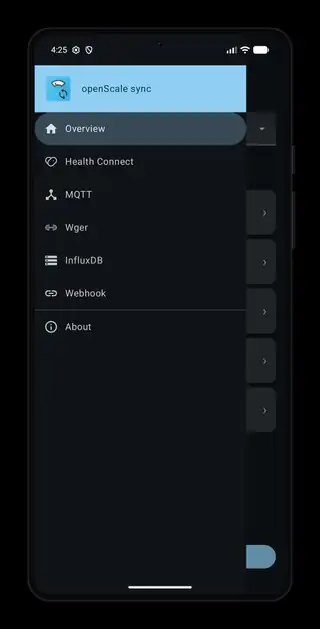 4:25
openScale sync
Overview
Health Connect
MQTT
Wger
InfluxDB
Webhook
About